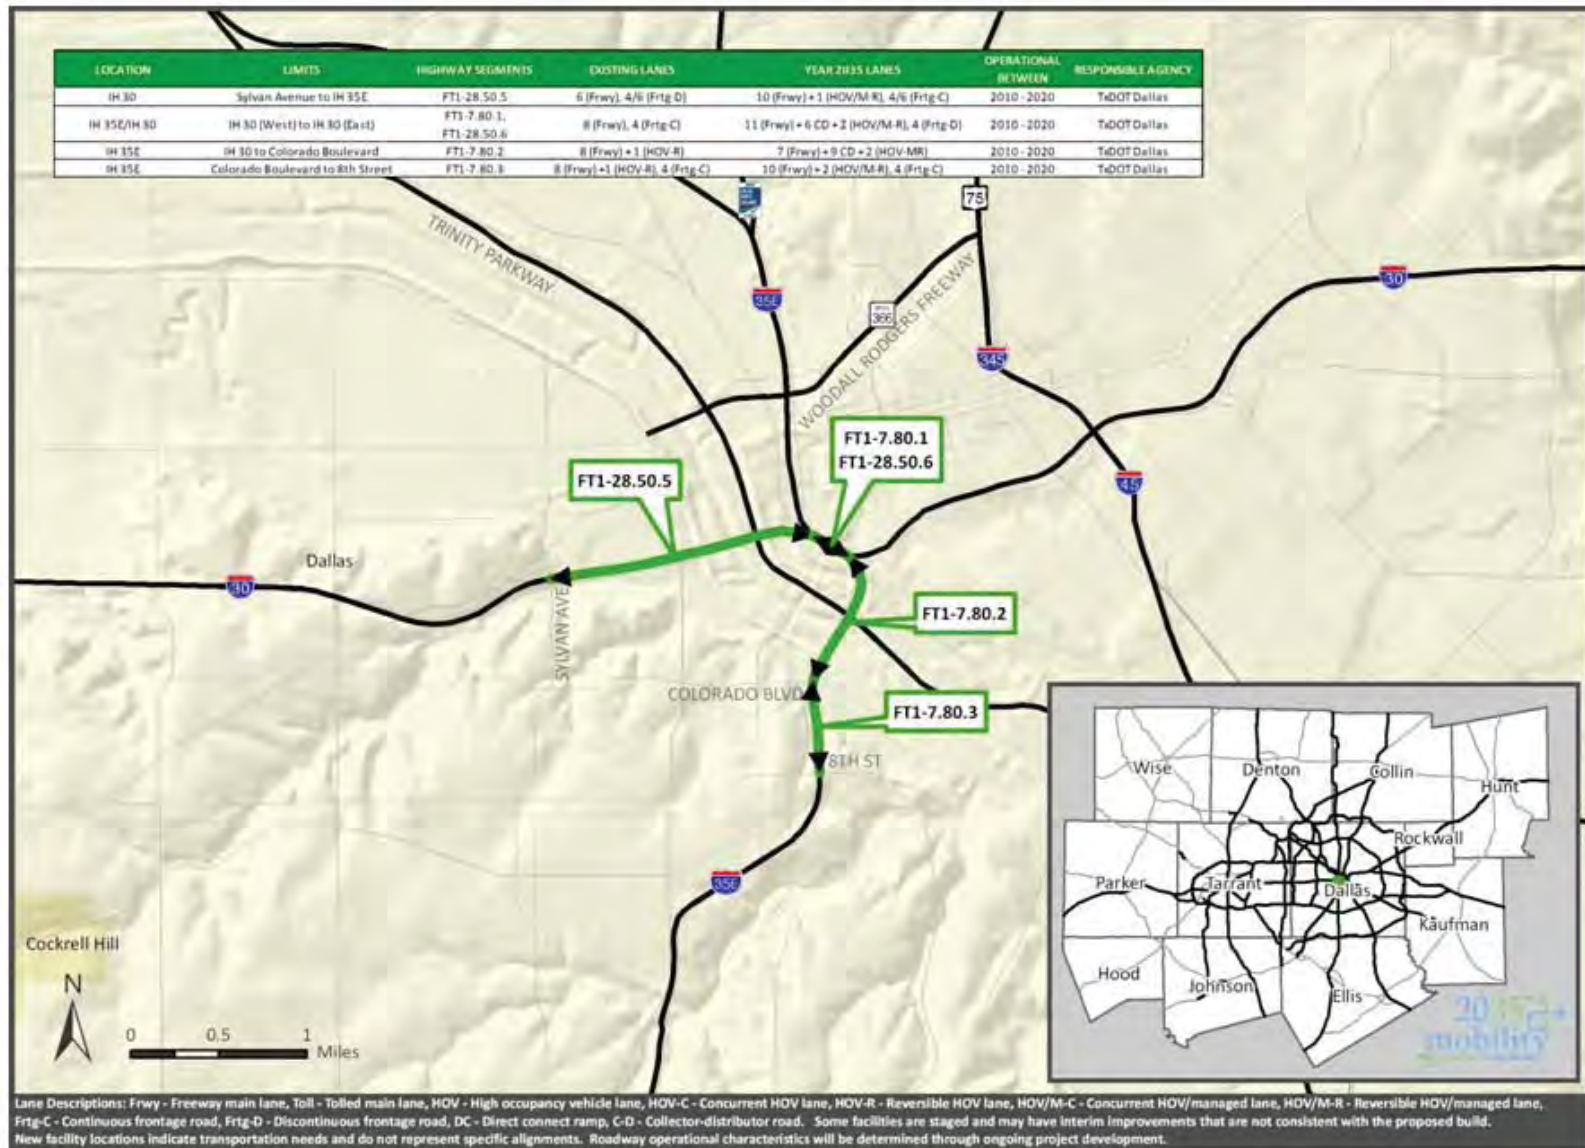 LOCATION LIMITS HIGHWAY SEGMENTS EXISTING LANES YEAR 2035 LANES OPERATIONAL BETWEEN RESPONSIBLE AGENCY
IH 30 Sylvan Avenue to IH 35E FT1-28.50.5 6 (Frwy), 4/6 (Frtg-D) 10 (Frwy) + 1 (HOV/M-R), 4/6 (Frtg-C) 2010 - 2020 TxDOT Dallas
IH 35E/IH 30 IH 30 (West) to IH 30 (East) FT1-7.80.1, FT1-28.50.6 8 (Frwy), 4 (Frtg-C) 11 (Frwy) + 6 CD + 2 (HOV/M-R), 4 (Frtg-D) 2010 - 2020 TxDOT Dallas
IH 35E IH 30 to Colorado Boulevard FT1-7.80.2 8 (Frwy) + 1 (HOV-R) 7 (Frwy) + 9 CD + 2 (HOV-MR) 2010 - 2020 TxDOT Dallas
IH 35E Colorado Boulevard to 8th Street FT1-7.80.3 8 (Frwy) +1 (HOV-R), 4 (Frtg-C) 10 (Frwy) + 2 (HOV/M-R), 4 (Frtg-C) 2010 - 2020 TxDOT Dallas
75
TRINITY PARKWAY
35E
366
WOODALL RODGERS FREEWAY
30
345
FT1-7.80.1
FT1-28.50.6
FT1-28.50.5
45
Dallas
30
SYLVAN AVE
FT1-7.80.2
COLORADO BLVD
FT1-7.80.3
8TH ST
35E
Cockrell Hill
N
0 0.5 1
Miles
Wise
Denton
Collin
Hunt
Rockwall
Parker
Tarrant
Dallas
Kaufman
Hood
Johnson
Ellis
mobility
Lane Descriptions: Frwy - Freeway main lane, Toll - Tolled main lane, HOV - High occupancy vehicle lane, HOV-C - Concurrent HOV lane, HOV-R - Reversible HOV lane, HOV/M-C - Concurrent HOV/managed lane, HOV/M-R - Reversible HOV/managed lane,
Frtg-C - Continuous frontage road, Frtg-D - Discontinuous frontage road, DC - Direct connect ramp, C-D - Collector-distributor road. Some facilities are staged and may have interim improvements that are not consistent with the proposed build.
New facility locations indicate transportation needs and do not represent specific alignments. Roadway operational characteristics will be determined through ongoing project development.